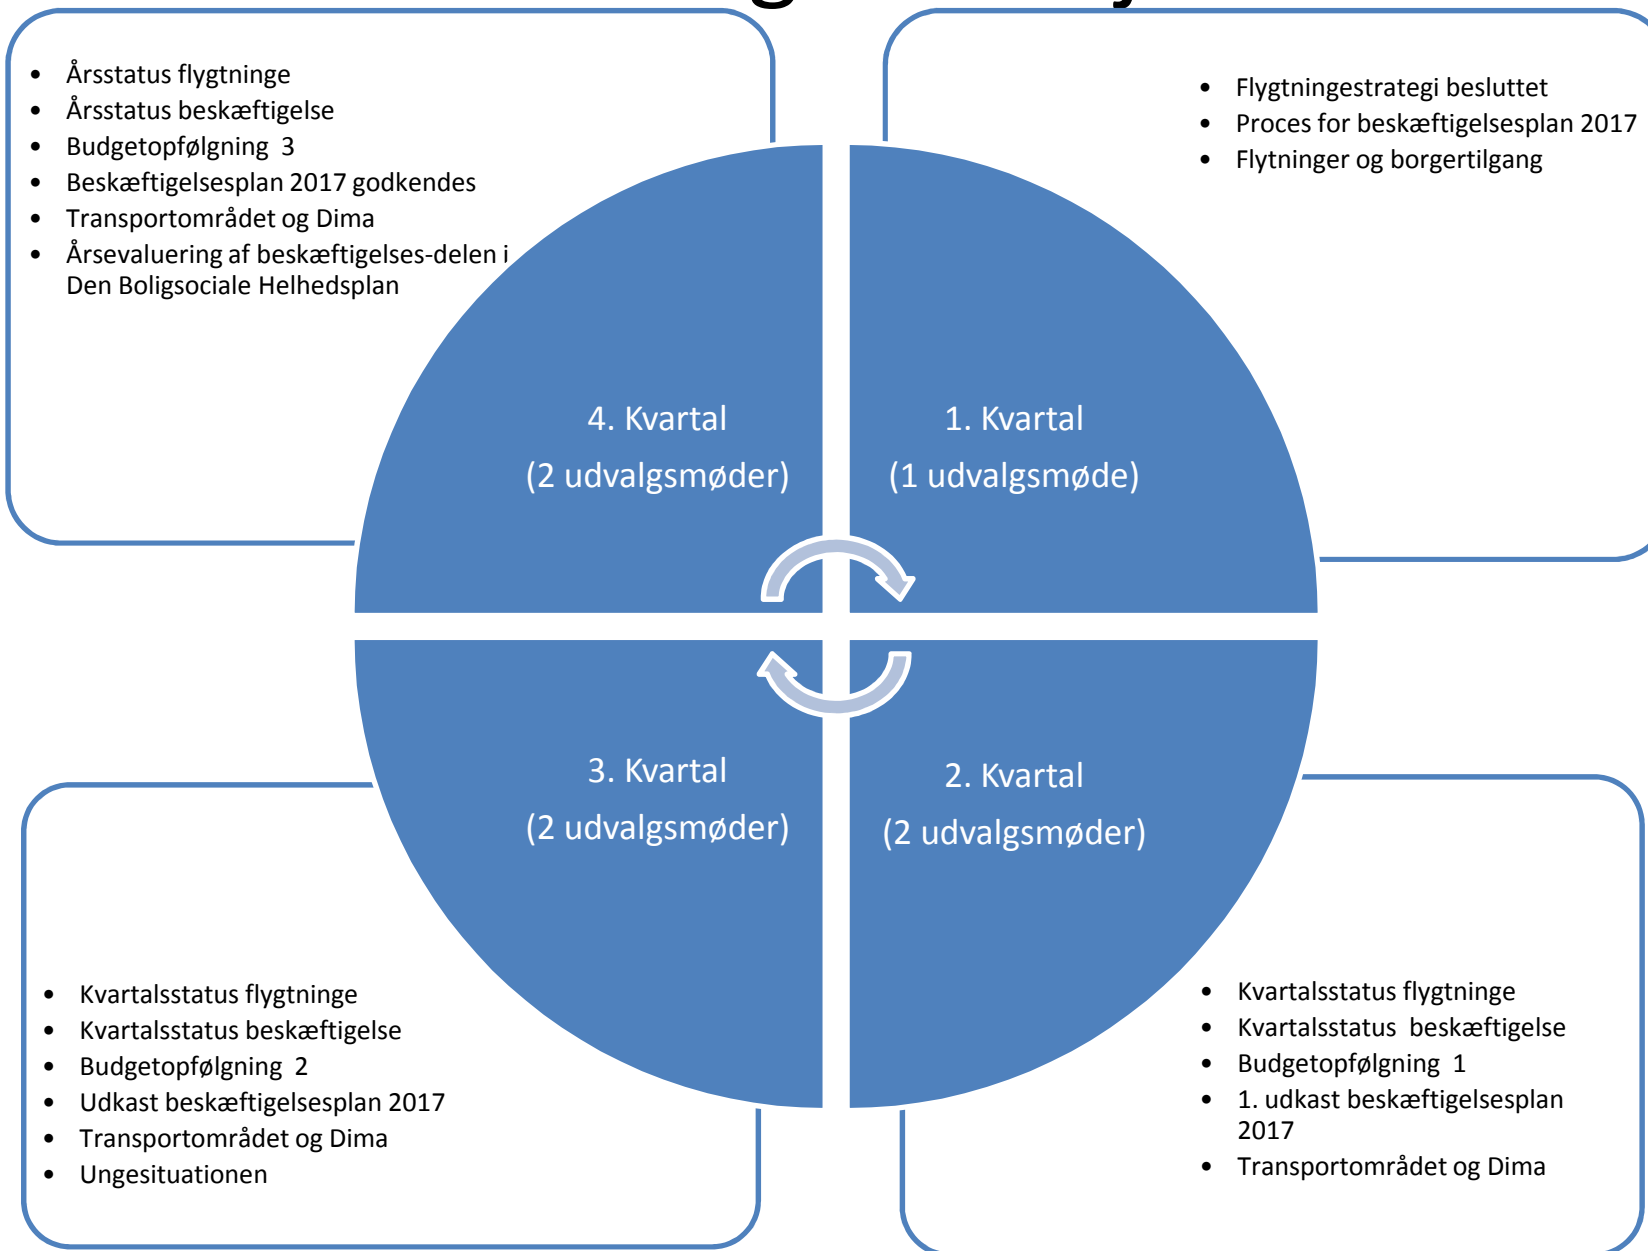 • Årsstatus flygtninge
• Årsstatus beskæftigelse
• Budgetopfølgning 3
• Beskæftigelsesplan 2017 godkendes
• Transportområdet og Dima
• Årsevaluering af beskæftigelses-delen i
Den Boligsociale Helhedsplan
• Flygtningestrategi besluttet
• Proces for beskæftigelsesplan 2017
• Flytninger og borgertilgang
4. Kvartal
(2 udvalgsmøder)
1. Kvartal
(1 udvalgsmøde)
3. Kvartal
(2 udvalgsmøder)
2. Kvartal
(2 udvalgsmøder)
• Kvartalsstatus flygtninge
• Kvartalsstatus beskæftigelse
• Budgetopfølgning 2
• Udkast beskæftigelsesplan 2017
• Transportområdet og Dima
• Ungesituationen
• Kvartalsstatus flygtninge
• Kvartalsstatus beskæftigelse
• Budgetopfølgning 1
• 1. udkast beskæftigelsesplan
2017
• Transportområdet og Dima